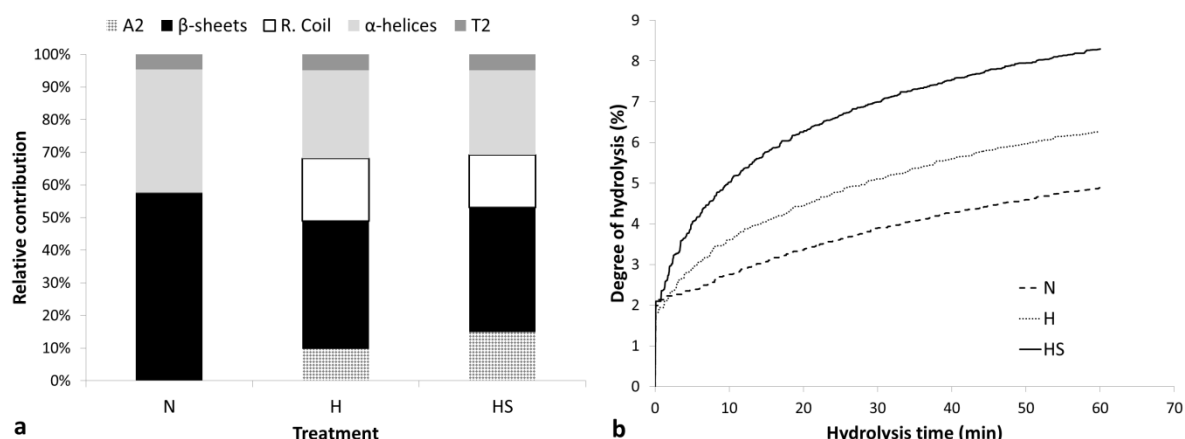 A2 β-sheets R. Coil α-helices T2
100%
90%
80%
70%
60%
50%
40%
30%
20%
10%
0%
Relative contribution
N H HS
Treatment
a
9
8
7
6
5
4
3
2
1
0
Degree of hydrolysis (%)
N
H
HS
0 10 20 30 40 50 60 70
Hydrolysis time (min)
b